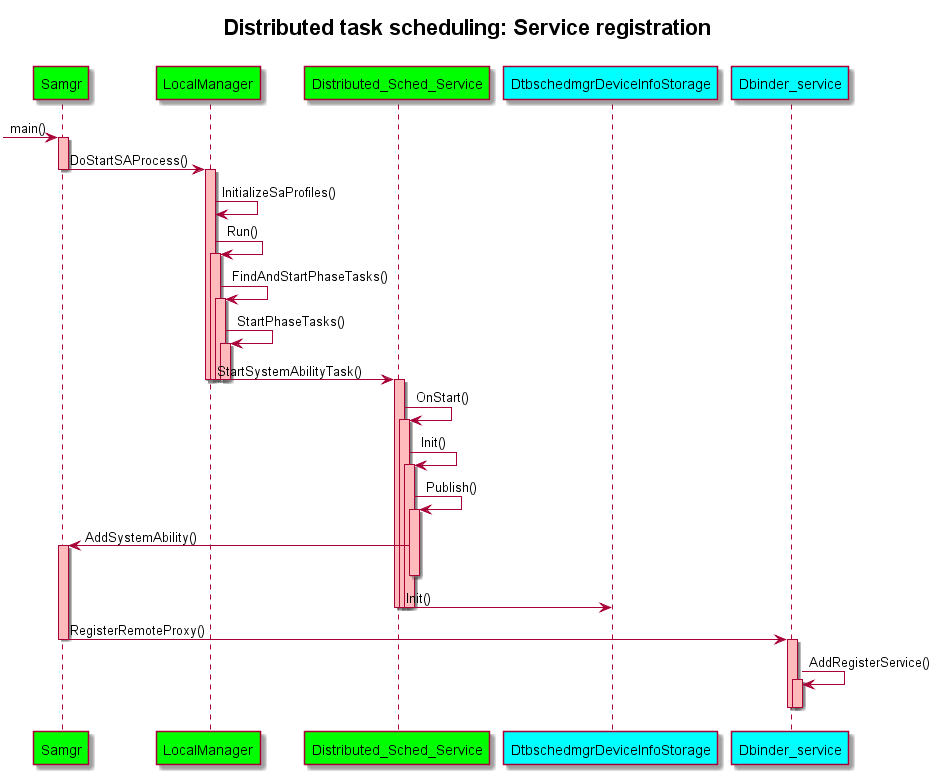 Distributed task scheduling: Service registration
Samgr
LocalManager
Distributed_Sched_Service
DtbschedmgrDeviceInfoStorage
Dbinder_service
main()
DoStartSAProcess()
InitializeSaProfiles()
Run()
FindAndStartPhaseTasks()
StartPhaseTasks()
StartSystemAbilityTask()
OnStart()
Init()
Publish()
AddSystemAbility()
Init()
RegisterRemoteProxy()
AddRegisterService()
Samgr
LocalManager
Distributed_Sched_Service
DtbschedmgrDeviceInfoStorage
Dbinder_service